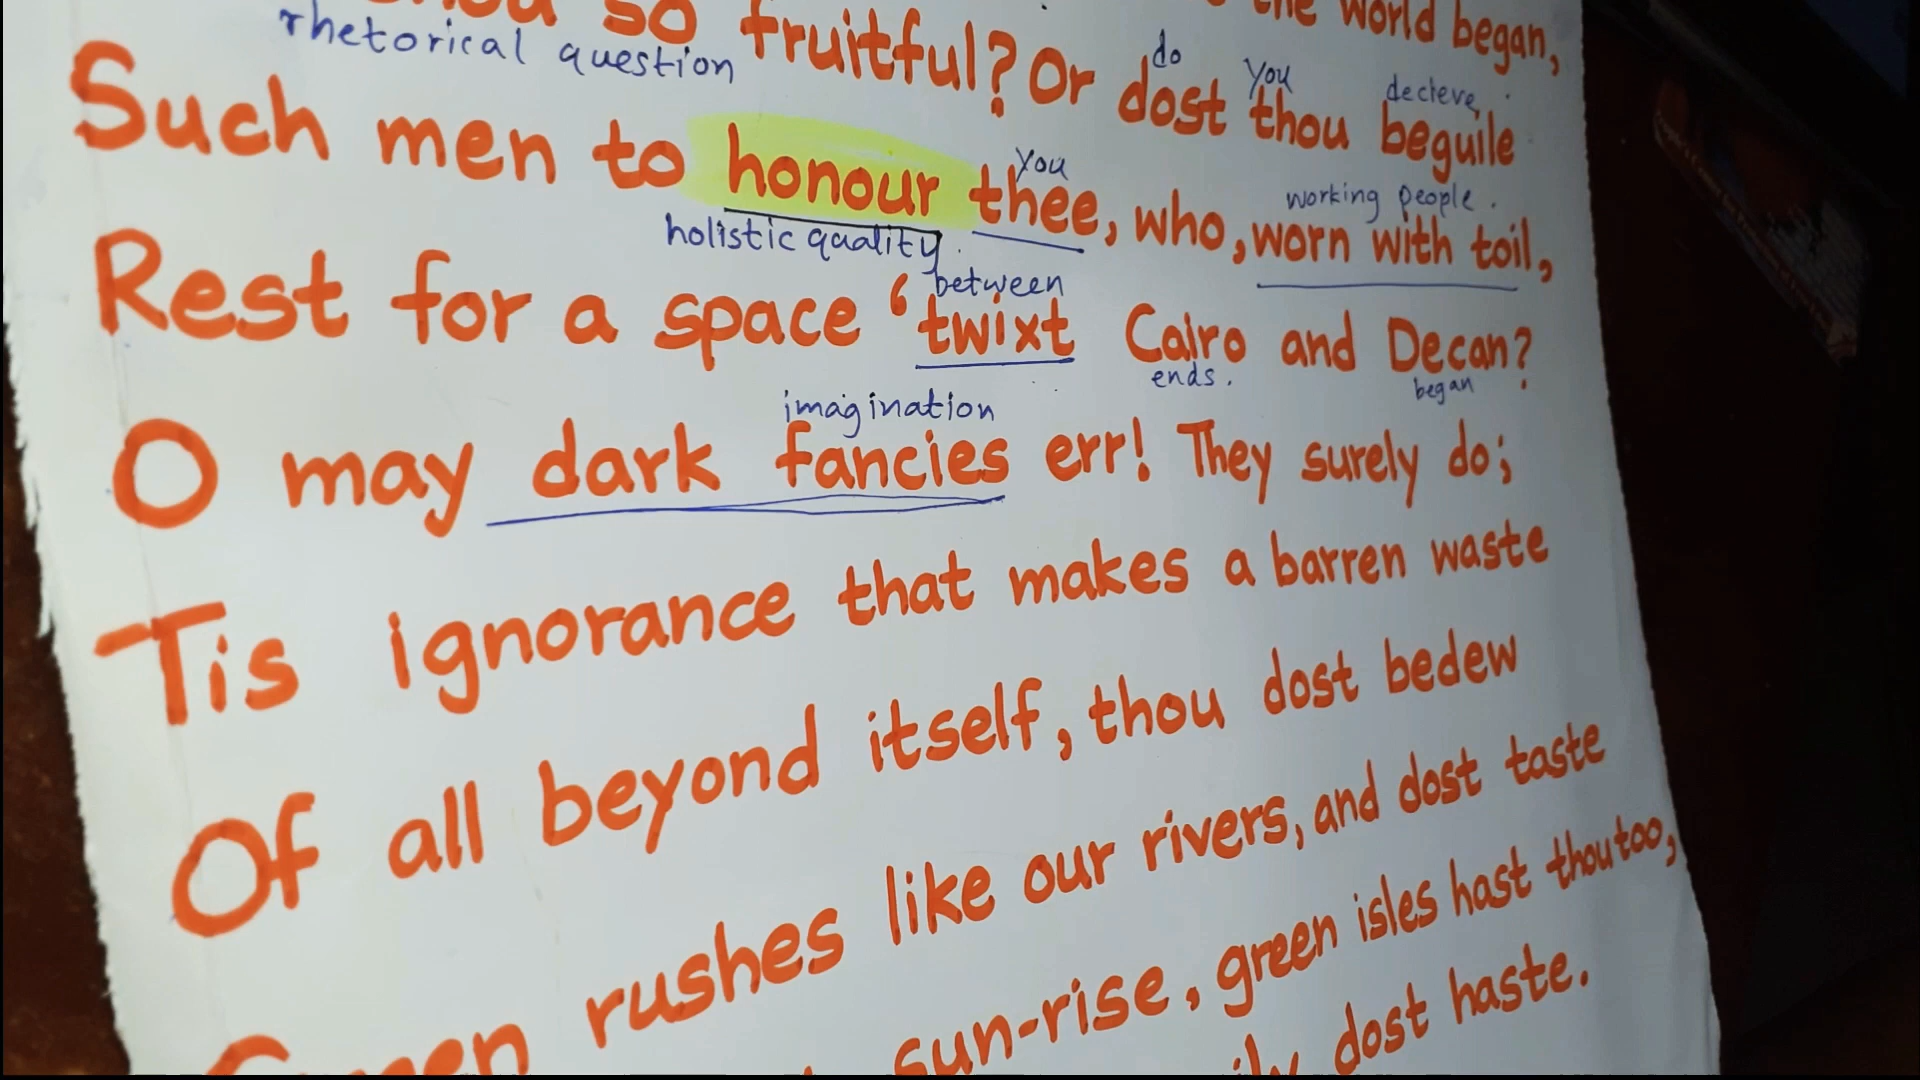 the world began,
so fruitful? Or dost thou beguile
rhetorical question
do you decieve
Such men to honour thee, who, worn with toil,
holistic quality.
you
working people.
Rest for a space 'twixt Cairo and Decan?
between
ends.
began
O may dark fancies err! They surely do;
imagination
Tis ignorance that makes a barren waste
Of all beyond itself, thou dost bedew
rushes like our rivers, and dost taste
sun-rise, green isles hast thou too,
dost haste.